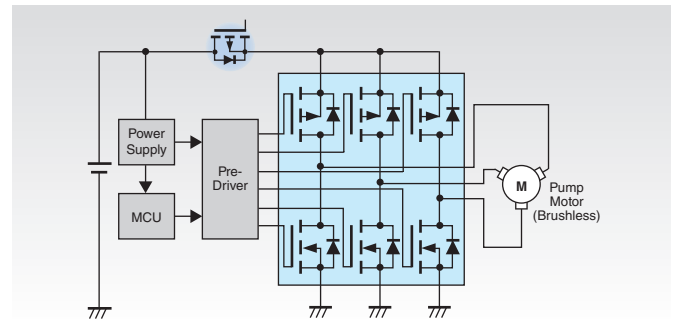 Power
Supply
MCU
Pre-
Driver
M
Pump
Motor
(Brushless)